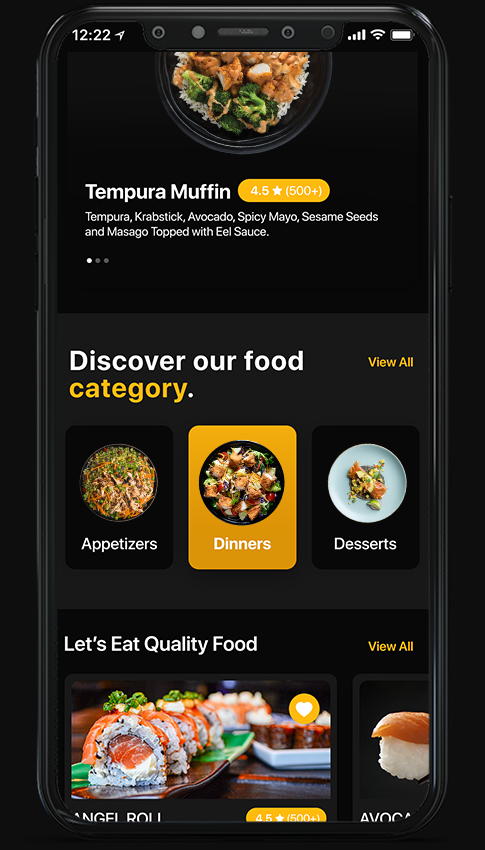 12:22
Tempura Muffin 4.5 ★ (500+)
Tempura, Krabstick, Avocado, Spicy Mayo, Sesame Seeds
and Masago Topped with Eel Sauce.
Discover our food
category.
View All
Appetizers
Dinners
Desserts
Let's Eat Quality Food
View All
ANGEL ROLL
4.5 ★ (500+)
AVOCA